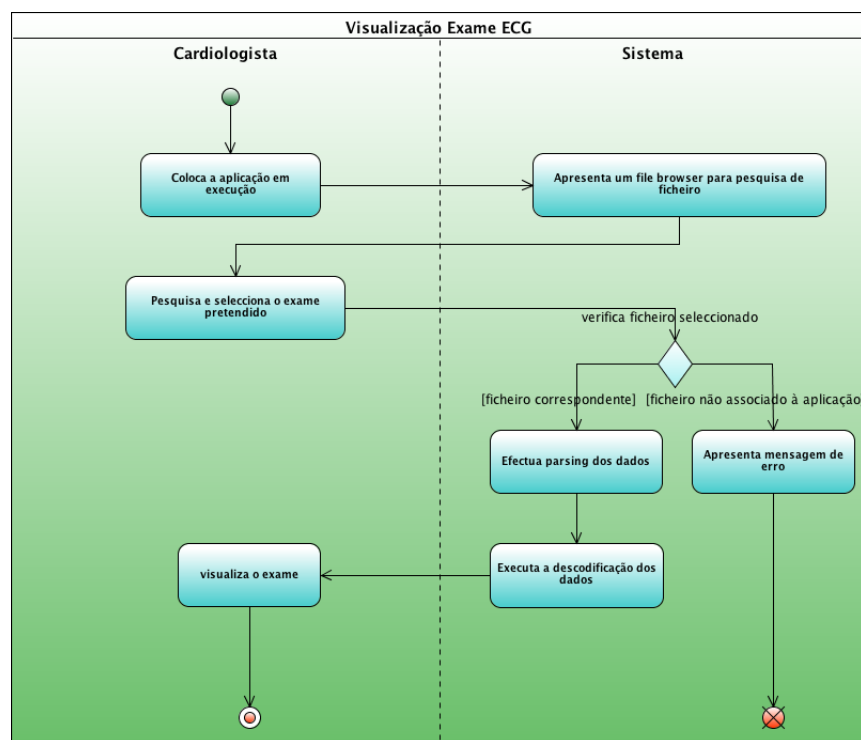 Visualização Exame ECG
Cardiologista
Sistema
Coloca a aplicação em
execução
Apresenta um file browser para pesquisa de
ficheiro
Pesquisa e selecciona o exame
pretendido
verifica ficheiro seleccionado
[ficheiro correspondente]
[ficheiro não associado à aplicação
Efectua parsing dos dados
Apresenta mensagem de
erro
visualiza o exame
Executa a descodificação dos
dados